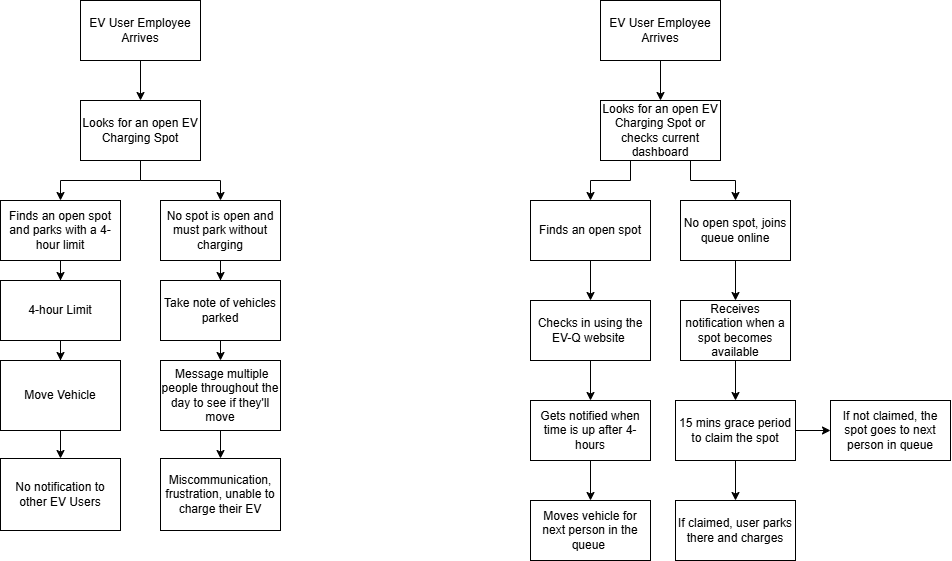 EV User Employee
Arrives
Looks for an open EV
Charging Spot
Finds an open spot
and parks with a 4-
hour limit
No spot is open and
must park without
charging
4-hour Limit
Take note of vehicles
parked
Move Vehicle
Message multiple
people throughout the
day to see if they'll
move
No notification to
other EV Users
Miscommunication,
frustration, unable to
charge their EV
EV User Employee
Arrives
Looks for an open EV
Charging Spot or
checks current
dashboard
Finds an open spot
No open spot, joins
queue online
Checks in using the
EV-Q website
Receives
notification when a
spot becomes
available
Gets notified when
time is up after 4-
hours
15 mins grace period
to claim the spot
If not claimed, the
spot goes to next
person in queue
Moves vehicle for
next person in the
queue
If claimed, user parks
there and charges